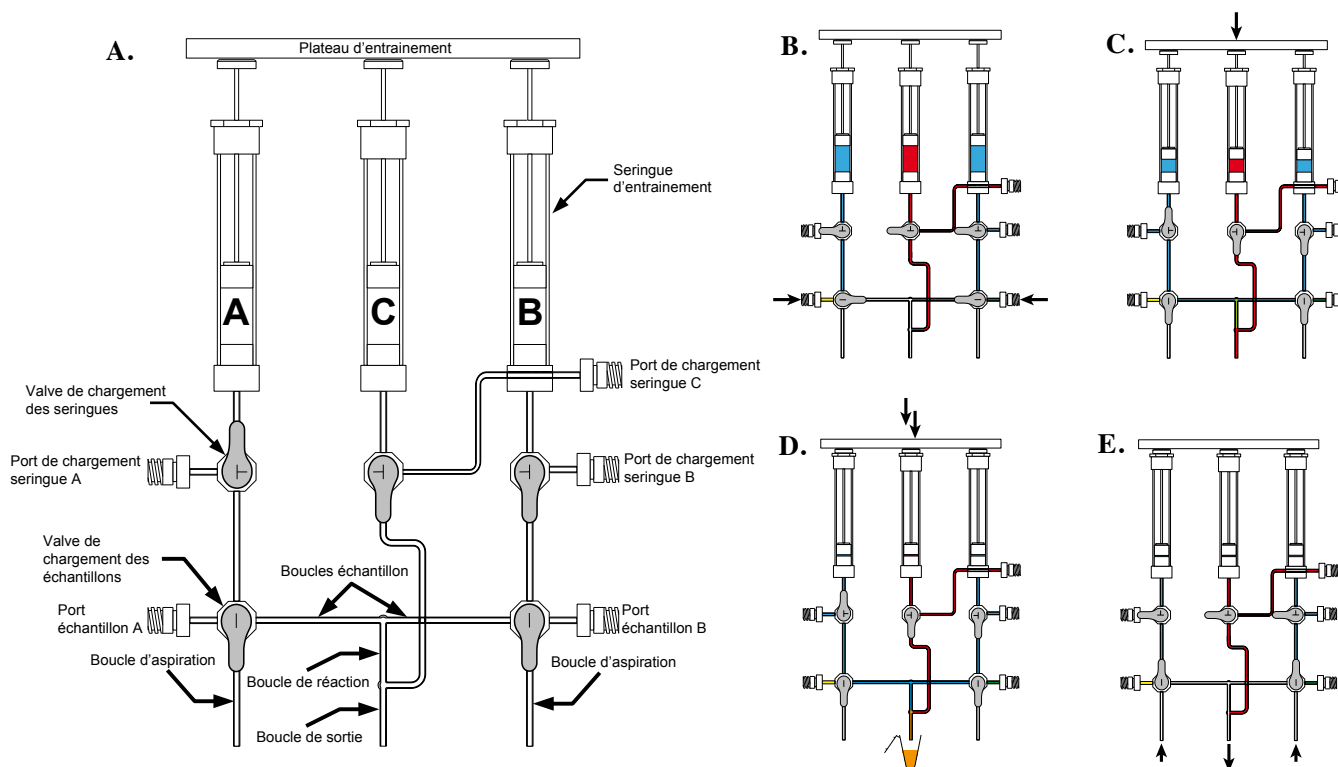 A.
Plateau d'entrainement
A
C
B
Seringue
d'entrainement
Port de chargement
seringue C
Valve de chargement
des seringues
Port de chargement
seringue A
Port de chargement
seringue B
Valve de
chargement des
échantillons
Boucles échantillon
Port
échantillon A
Port
échantillon B
Boucle d'aspiration
Boucle de réaction
Boucle d'aspiration
Boucle de sortie
B.
C.
D.
E.